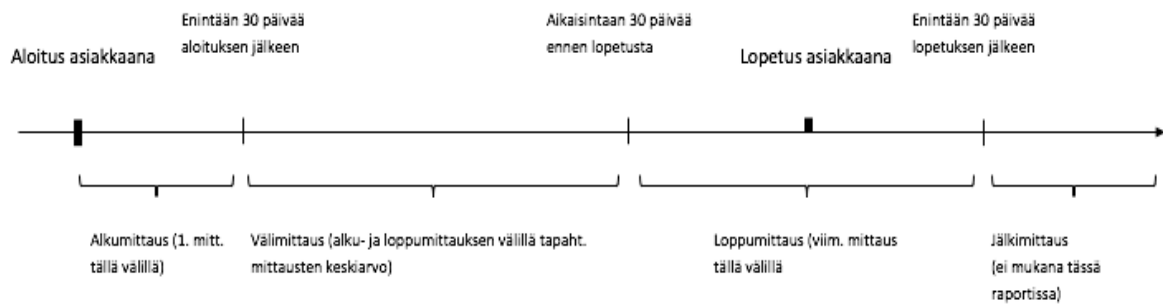 Enintään 30 päivää
aloituksen jälkeen
Aikaisintaan 30 päivää
ennen lopetusta
Enintään 30 päivää
lopetuksen jälkeen
Aloitus asiakkaana
Lopetus asiakkaana
Alkumittaus (1. mitt.
tällä välillä)
Välimittaus (alku- ja loppumittauksen välillä tapaht.
mittausten keskiarvo)
Loppumittaus (viim. mittaus
tällä välillä
Jälkimittaus
(ei mukana tässä
raportissa)